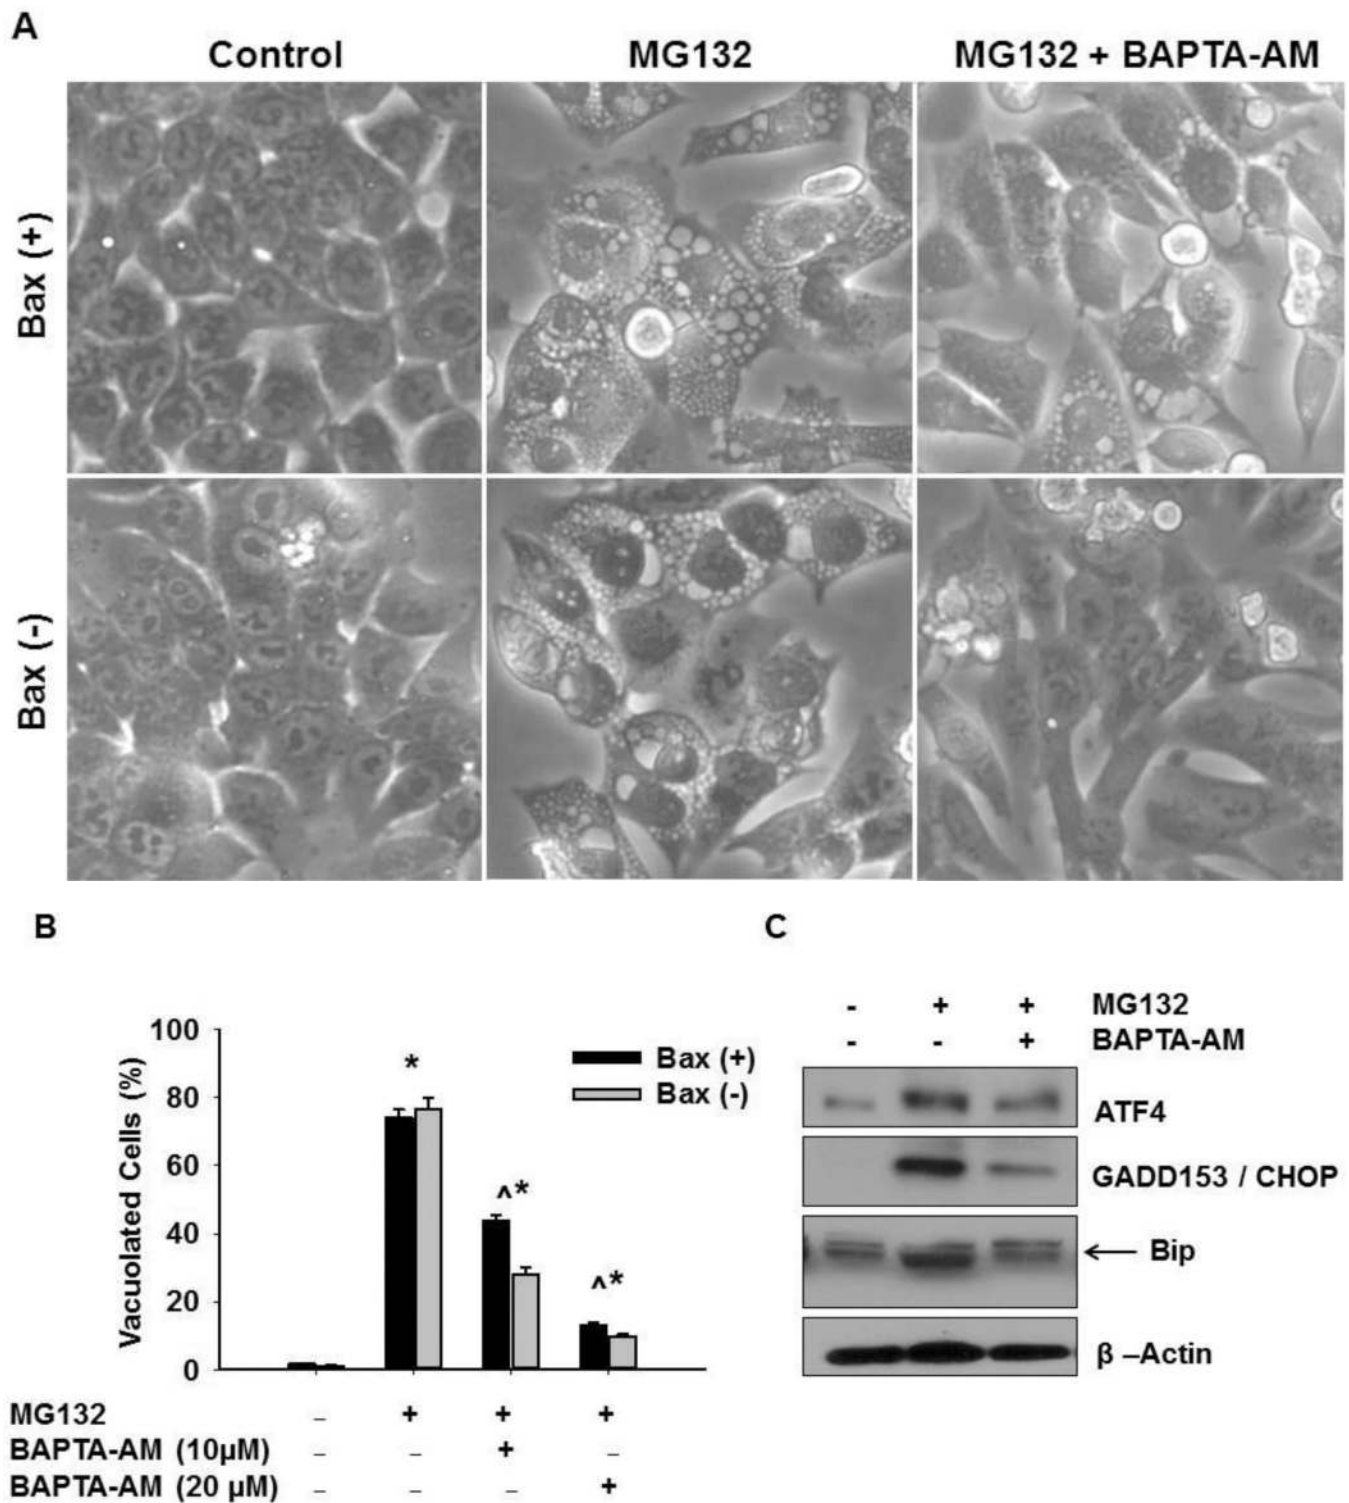 A
Control MG132 MG132 + BAPTA-AM
Bax (+)
Bax (-)
B
C
100
80
60
40
20
0
Vacuolated Cells (%)
*
^*
^*
Bax (+)
Bax (-)
MG132 – + + +
BAPTA-AM (10µM) – – + –
BAPTA-AM (20 µM) – – – +
- + + MG132
- - + BAPTA-AM
ATF4
GADD153 / CHOP
Bip
β –Actin